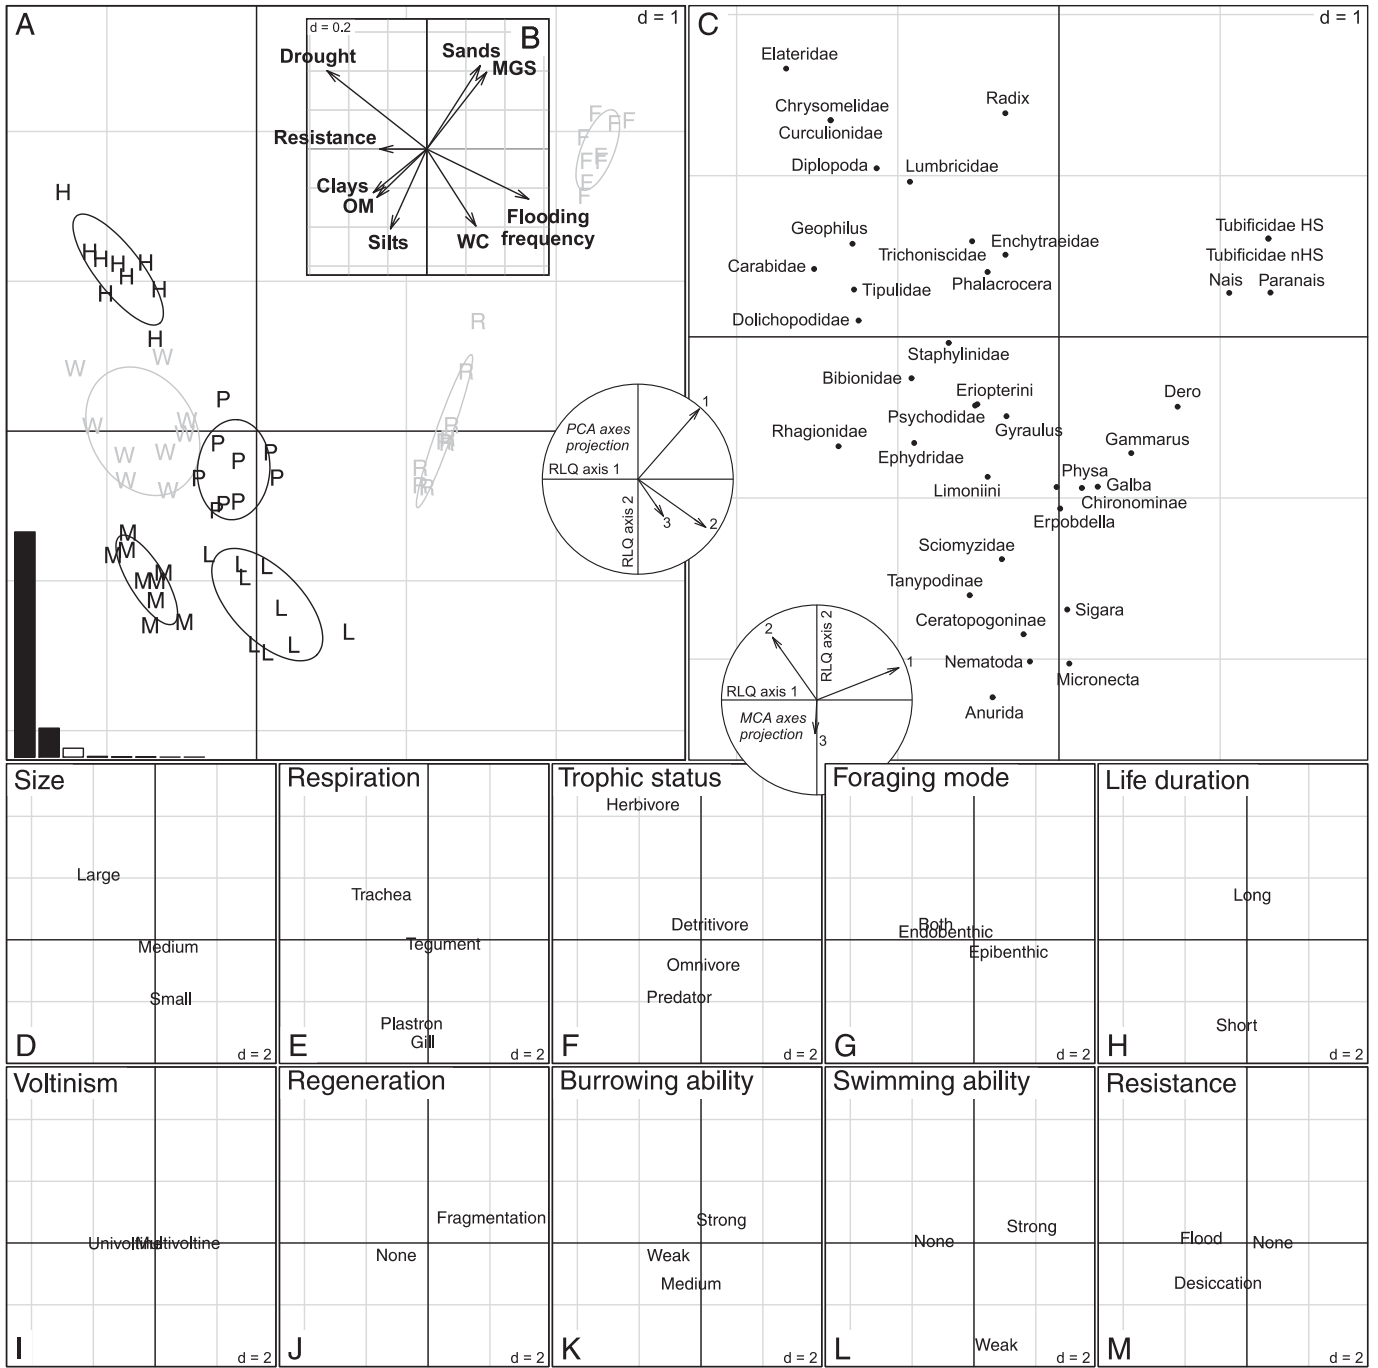 A
d = 1
d = 0.2
B
Drought
Sands
MGS
Resistance
Clays
OM
Silts
WC
Flooding
frequency
F
F F
F
F F
F
F
F
H
H H H H
H
H H
H
W
W
W W
W
W W
W W
P
P P
P
P P
P P P
R
R
R
R R
R
R R
M
M M
M M M
M
M M
L L L
L
L
L
L L L
PCA axes
projection
RLQ axis 1
RLQ axis 2
1
2
3
C
d = 1
Elateridae
Chrysomelidae
Curculionidae
Radix
Diplopoda
Lumbricidae
Geophilus
Trichoniscidae
Enchytraeidae
Tubificidae HS
Tubificidae nHS
Carabidae
Phalacrocera
Nais
Paranais
Tipulidae
Dolichopodidae
Staphylinidae
Bibionidae
Eriopterini
Dero
Psychodidae
Gyraulus
Rhagionidae
Gammarus
Ephydridae
Physa
Limoniini
Galba
Chironominae
Erpobdella
Sciomyzidae
Tanypodinae
Sigara
Ceratopogoninae
Nematoda
Micronecta
Anurida
RLQ axis 2
RLQ axis 1
MCA axes
projection
1
2
3
Size
Large
Medium
Small
D
d = 2
Respiration
Trachea
Tegument
Plastron
Gill
E
d = 2
Trophic status
Herbivore
Detritivore
Omnivore
Predator
F
d = 2
Foraging mode
Both
Endobenthic
Epibenthic
G
d = 2
Life duration
Long
Short
H
d = 2
Voltinism
Univoltine
Multivoltine
I
d = 2
Regeneration
Fragmentation
None
J
d = 2
Burrowing ability
Strong
Weak
Medium
K
d = 2
Swimming ability
Strong
None
Weak
L
d = 2
Resistance
Flood
None
Desiccation
M
d = 2